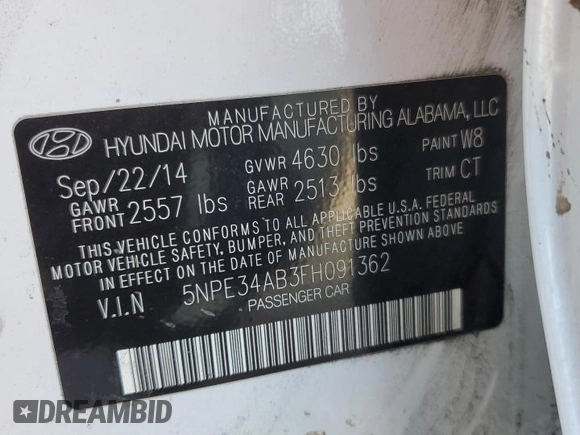 MANUFACTURED BY
HYUNDAI MOTOR MANUFACTURING ALABAMA, LLC
Sep/22/14 GVWR 4630 lbs PAINT W8
GAWR FRONT 2557 lbs GAWR REAR 2513 lbs TRIM CT
THIS VEHICLE CONFORMS TO ALL APPLICABLE U.S.A. FEDERAL
MOTOR VEHICLE SAFETY, BUMPER, AND THEFT PREVENTION STANDARDS
IN EFFECT ON THE DATE OF MANUFACTURE SHOWN ABOVE.
V.I.N 5NPE34AB3FH091362
PASSENGER CAR
DREAMBID